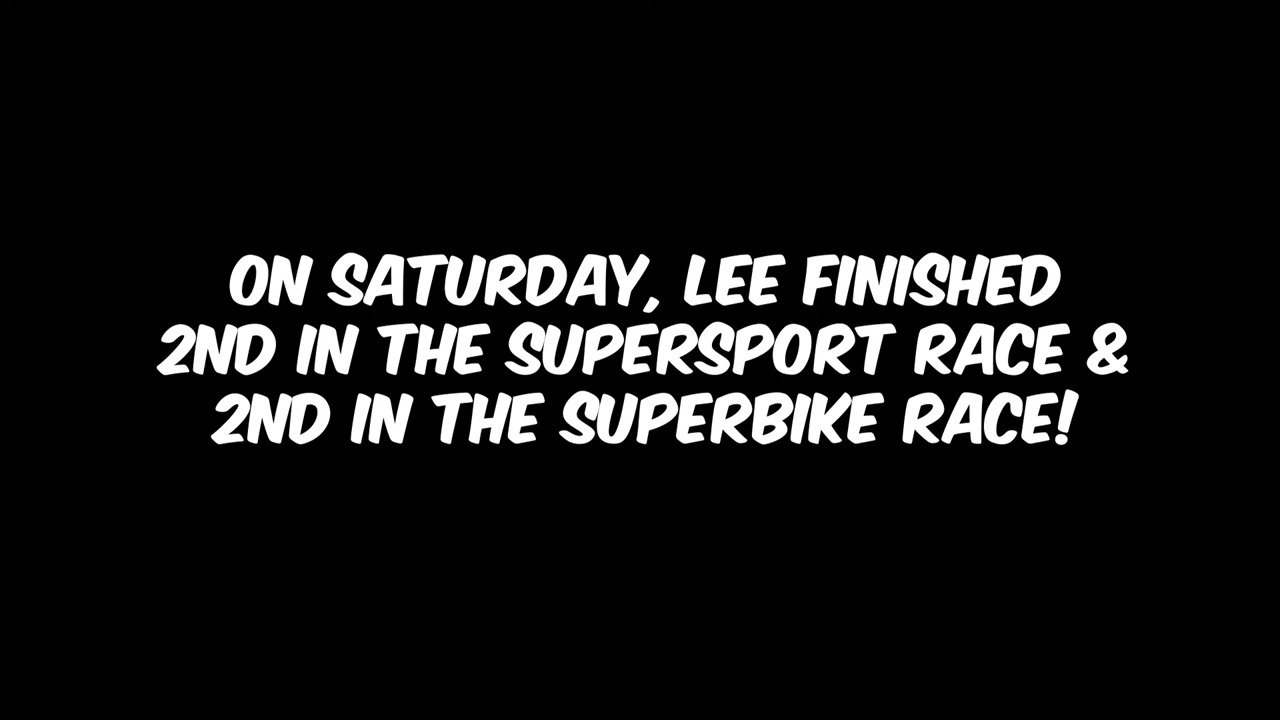 ON SATURDAY, LEE FINISHED
2ND IN THE SUPERSPORT RACE &
2ND IN THE SUPERBIKE RACE!